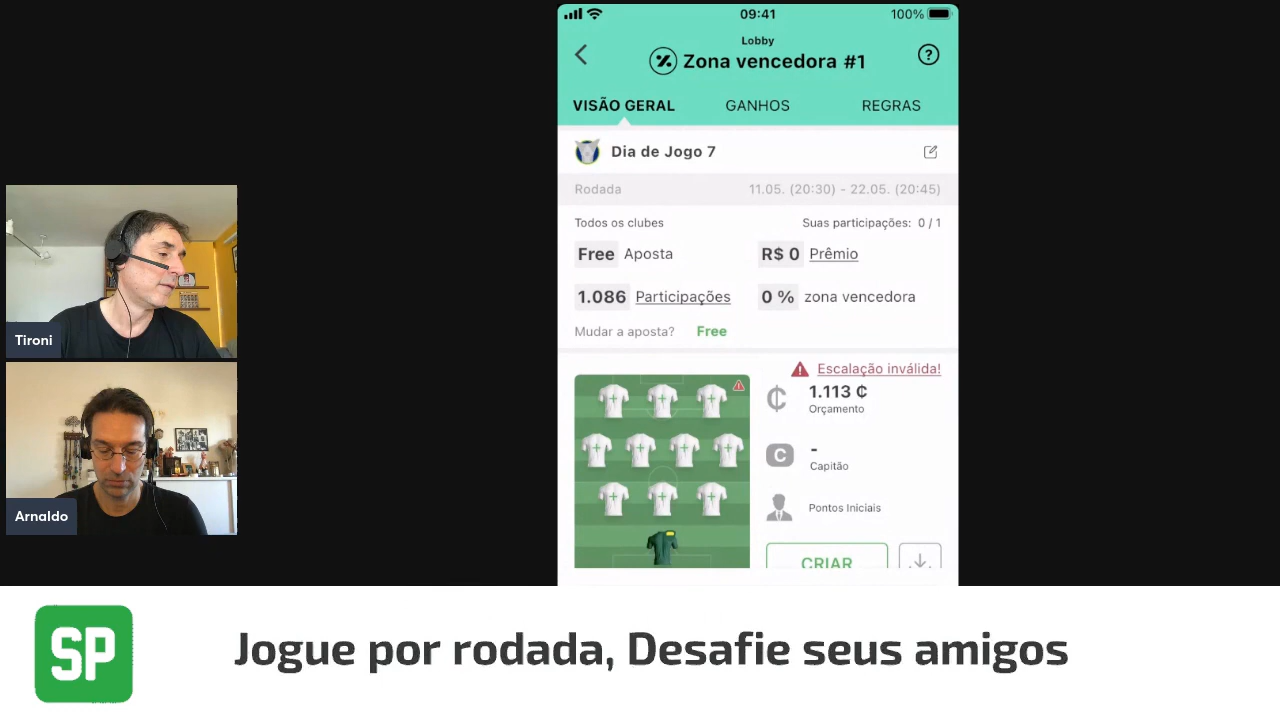 09:41
100%
Lobby
Zona vencedora #1
?
VISÃO GERAL
GANHOS
REGRAS
Dia de Jogo 7
Rodada
11.05. (20:30) - 22.05. (20:45)
Todos os clubes
Suas participações: 0 / 1
Free Aposta
R$ 0 Prêmio
1.086 Participações
0 % zona vencedora
Mudar a aposta? Free
Escalação inválida!
1.113 ₵
Orçamento
C
-
Capitão
Pontos Iniciais
CRIAR
Tironi
Arnaldo
SP
Jogue por rodada, Desafie seus amigos